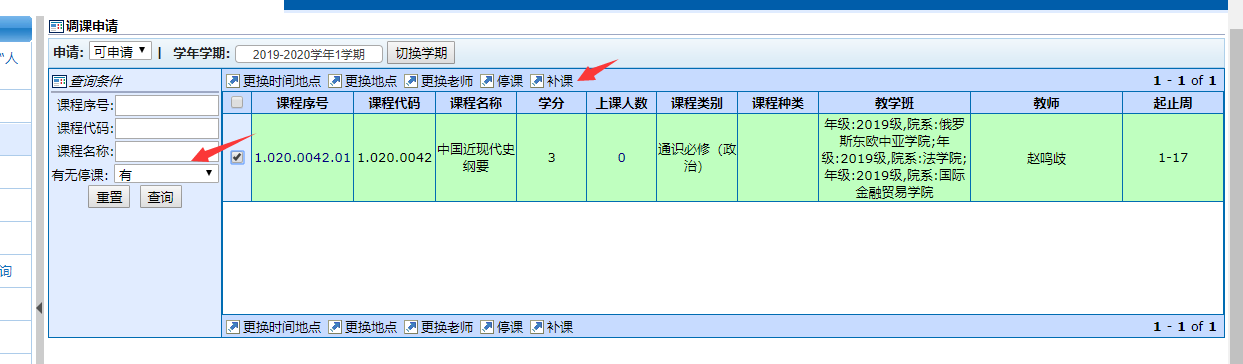 调课申请
申请: 可申请 | 学年学期: 2019-2020学年1学期 切换学期
"人
查询条件
更换时间地点 更换地点 更换老师 停课 补课 1 - 1 of 1
课程序号:
课程代码:
课程名称:
有无停课: 有
重置 查询
课程序号 课程代码 课程名称 学分 上课人数 课程类别 课程种类 教学班 教师 起止周
1.020.0042.01 1.020.0042 中国近现代史
纲要
3 0 通识必修（政
治）
年级:2019级,院系:俄罗
斯东欧中亚学院;年
级:2019级,院系:法学院;
年级:2019级,院系:国际
金融贸易学院
赵鸣岐 1-17
询
更换时间地点 更换地点 更换老师 停课 补课 1 - 1 of 1